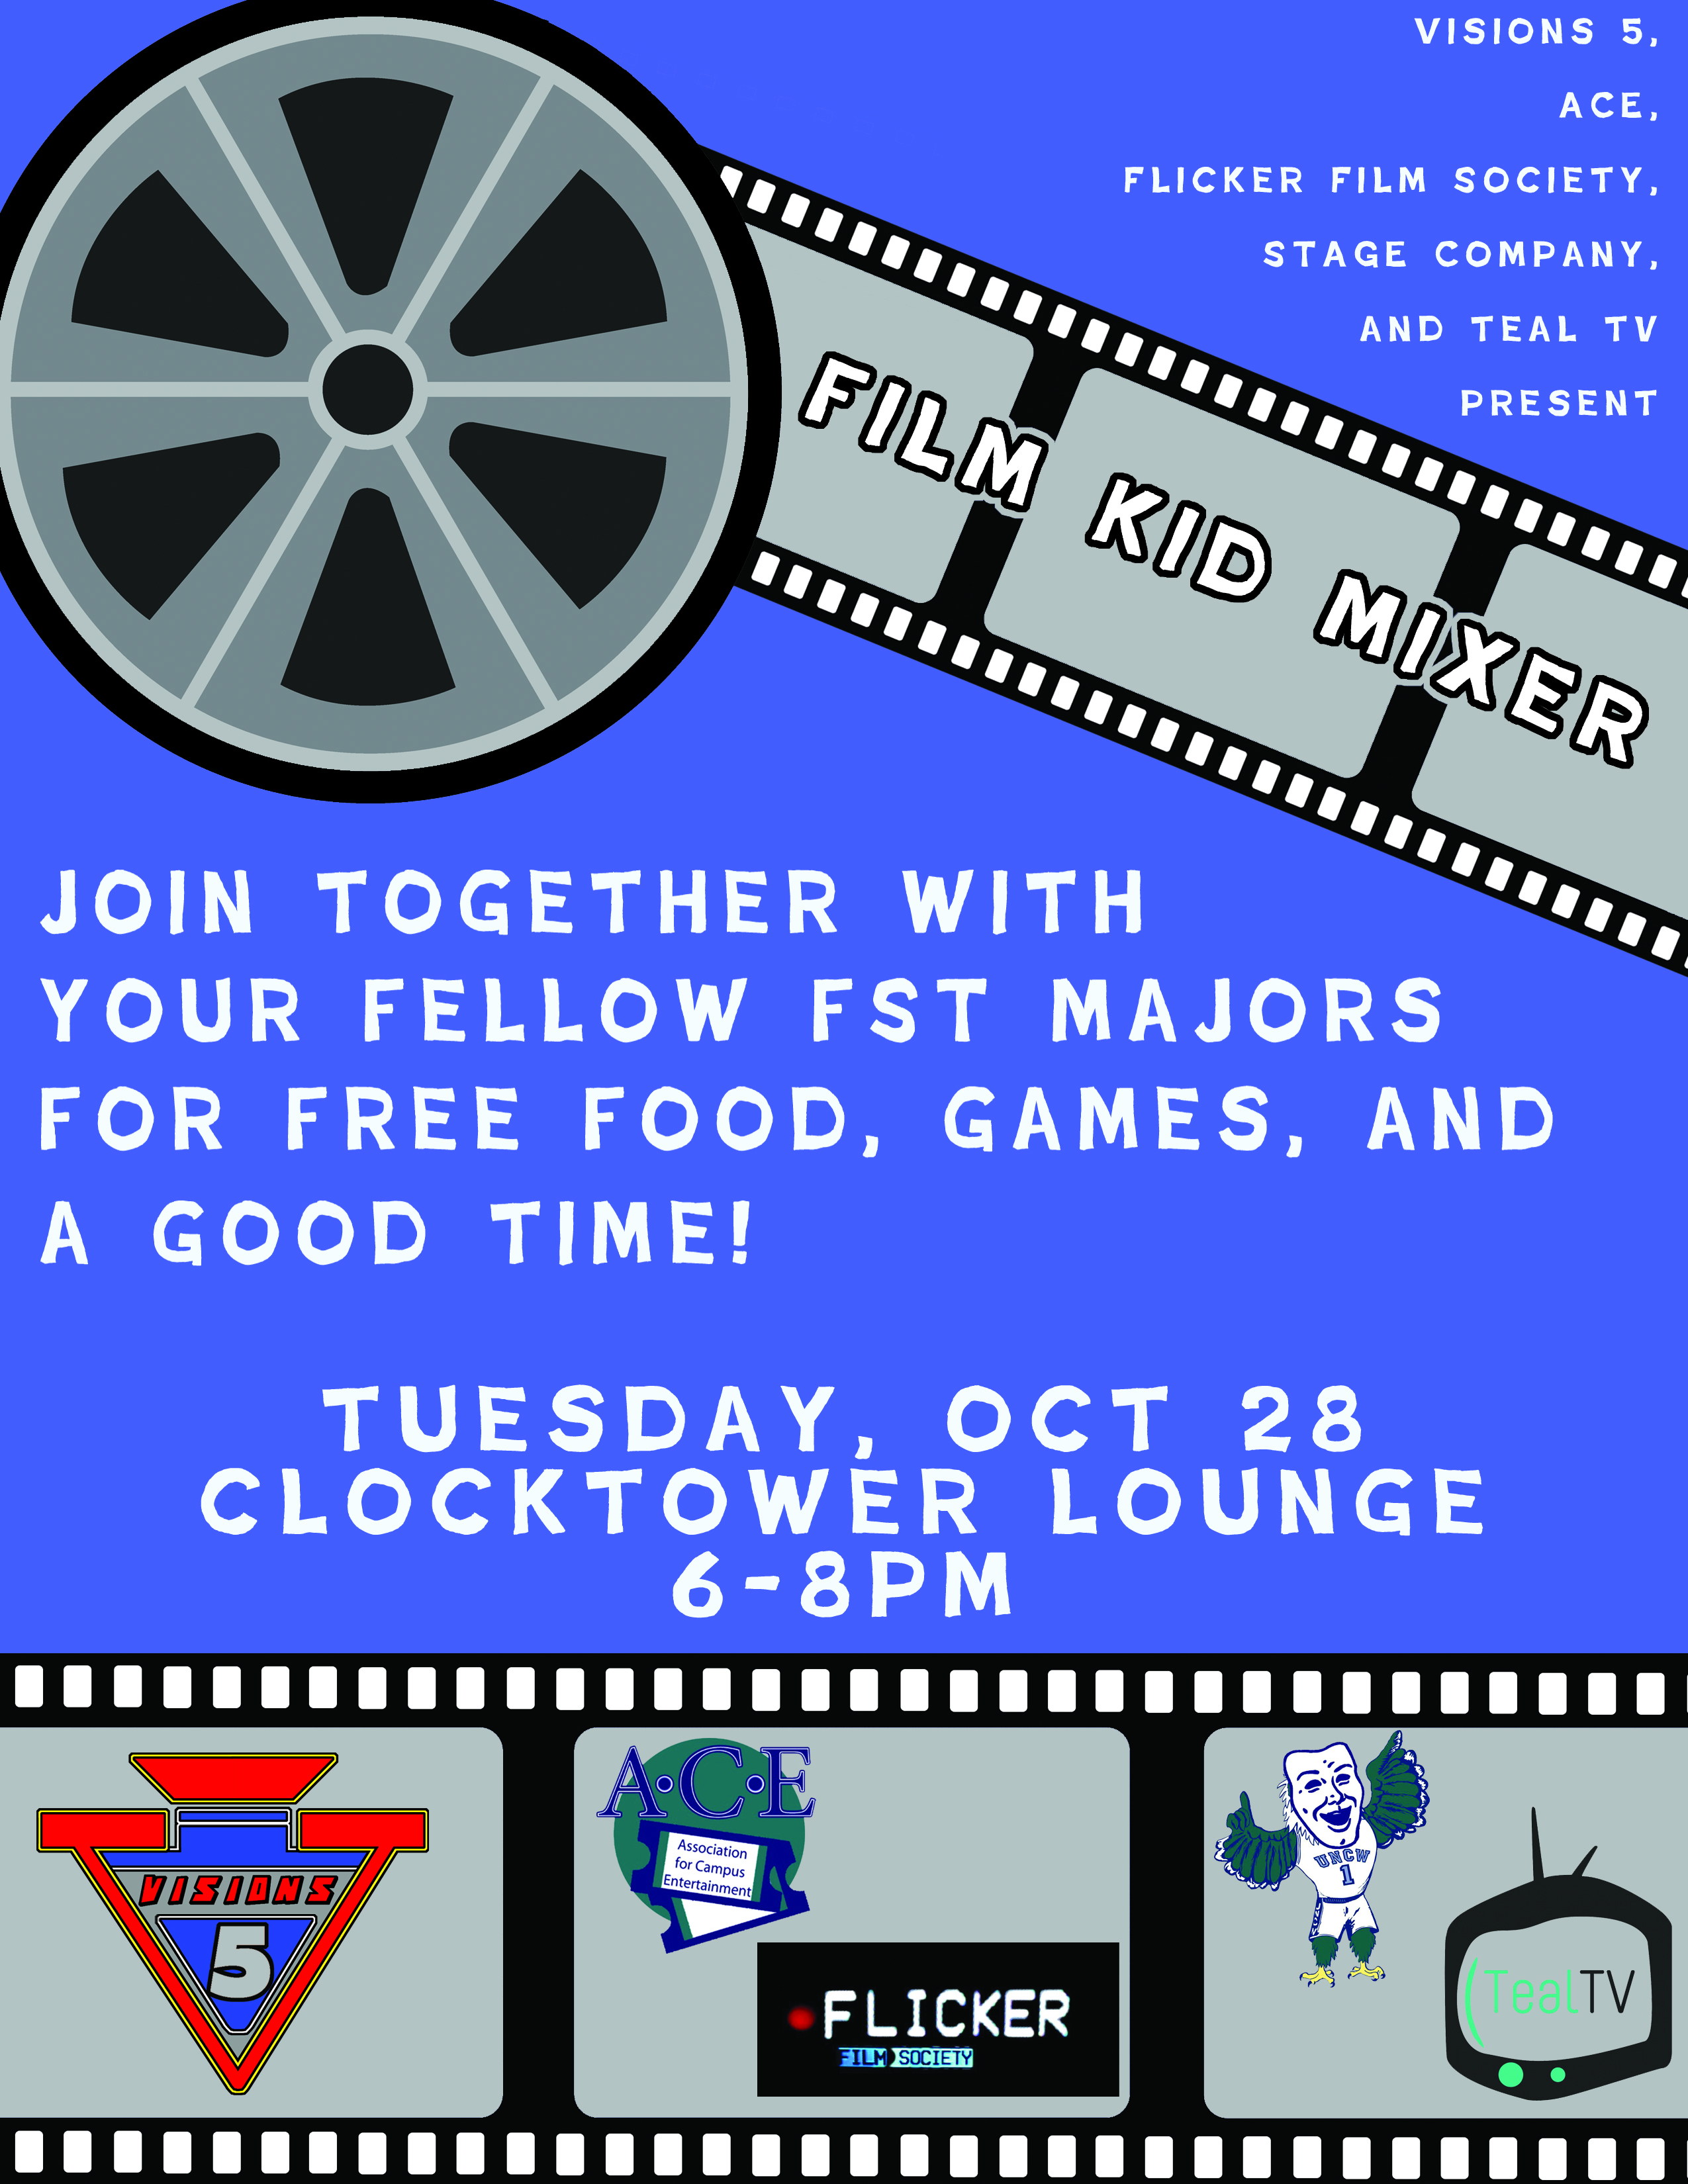 VISIONS 5,
ACE,
FLICKER FILM SOCIETY,
STAGE COMPANY,
AND TEAL TV
PRESENT
FILM KID MIXER
JOIN TOGETHER WITH
YOUR FELLOW FST MAJORS
FOR FREE FOOD, GAMES, AND
A GOOD TIME!
TUESDAY, OCT 28
CLOCKTOWER LOUNGE
6-8PM
VISIONS
5
A·C·E
Association
for Campus
Entertainment
FLICKER
FILM SOCIETY
UNCW
1
(TealTV